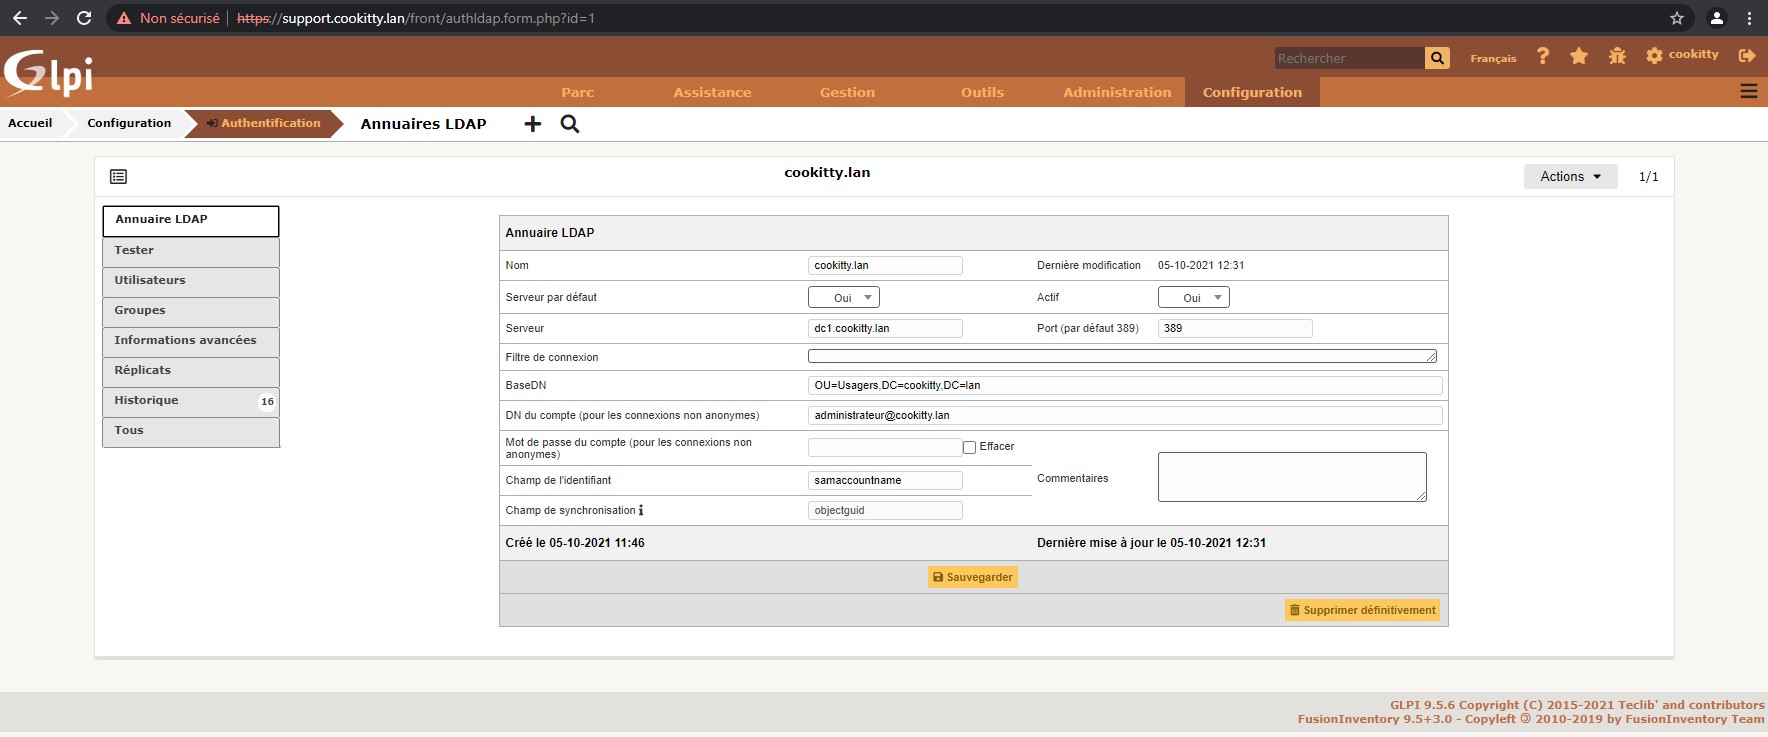 Non sécurisé
https://support.cookitty.lan/front/authldap.form.php?id=1
Glpi
Rechercher
Français
cookitty
Parc
Assistance
Gestion
Outils
Administration
Configuration
Accueil
Configuration
Authentification
Annuaires LDAP
cookitty.lan
Actions
1/1
Annuaire LDAP
Tester
Utilisateurs
Groupes
Informations avancées
Réplicats
Historique 16
Tous
Annuaire LDAP
Nom cookitty.lan Dernière modification 05-10-2021 12:31
Serveur par défaut Oui Actif Oui
Serveur dc1.cookitty.lan Port (par défaut 389) 389
Filtre de connexion
BaseDN OU=Usagers,DC=cookitty,DC=lan
DN du compte (pour les connexions non anonymes) administrateur@cookitty.lan
Mot de passe du compte (pour les connexions non
anonymes)
Effacer
Champ de l'identifiant samaccountname
Commentaires
Champ de synchronisation objectguid
Créé le 05-10-2021 11:46 Dernière mise à jour le 05-10-2021 12:31
Sauvegarder
Supprimer définitivement
GLPI 9.5.6 Copyright (C) 2015-2021 Teclib' and contributors
FusionInventory 9.5+3.0 - Copyleft 🄯 2010-2019 by FusionInventory Team